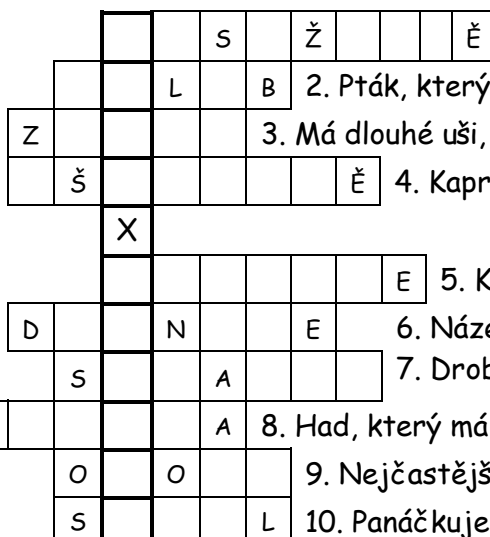 S Ž Ě
L B 2. Pták, který
Z 3. Má dlouhé uši,
Š Ě 4. Kapr
X
E 5. K
D N E 6. Náze
S A 7. Drob
A 8. Had, který má
O O 9. Nejčastějš
S L 10. Panáčkuje